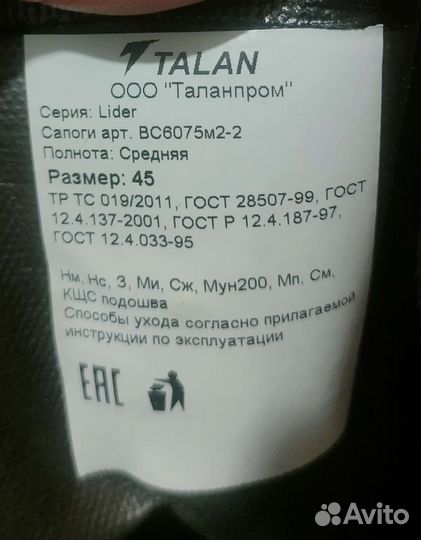 TALAN
ООО "Таланпром"
Серия: Lider
Сапоги арт. ВС6075м2-2
Полнота: Средняя
Размер: 45
ТР ТС 019/2011, ГОСТ 28507-99, ГОСТ
12.4.137-2001, ГОСТ Р 12.4.187-97,
ГОСТ 12.4.033-95
Нм, Нс, З, Ми, Сж, Мун200, Мп, См,
КЩС подошва
Способы ухода согласно прилагаемой
инструкции по эксплуатации
ЕАС
Avito